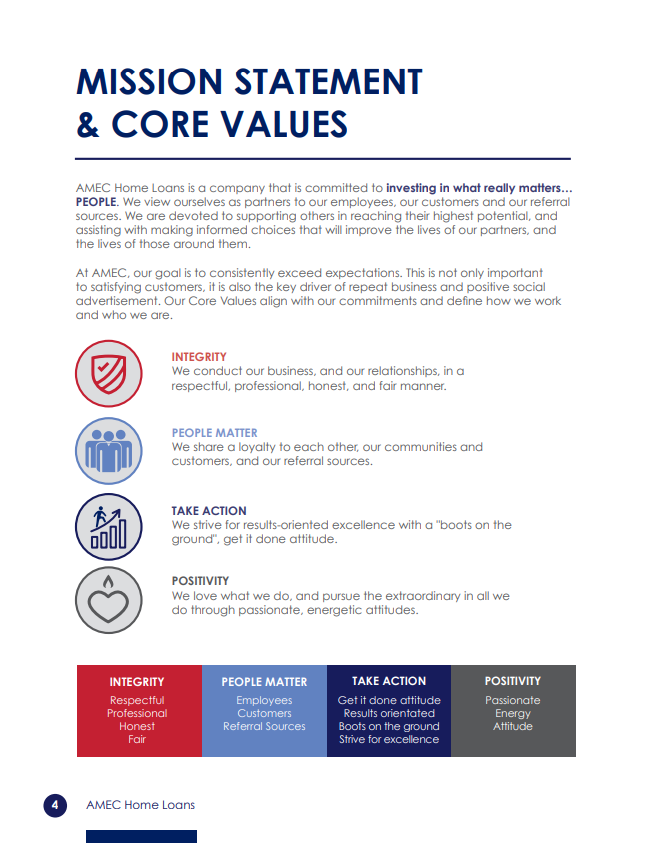 MISSION STATEMENT
& CORE VALUES
AMEC Home Loans is a company that is committed to investing in what really matters…
PEOPLE. We view ourselves as partners to our employees, our customers and our referral
sources. We are devoted to supporting others in reaching their highest potential, and
assisting with making informed choices that will improve the lives of our partners, and
the lives of those around them.
At AMEC, our goal is to consistently exceed expectations. This is not only important
to satisfying customers, it is also the key driver of repeat business and positive social
advertisement. Our Core Values align with our commitments and define how we work
and who we are.
INTEGRITY
We conduct our business, and our relationships, in a
respectful, professional, honest, and fair manner.
PEOPLE MATTER
We share a loyalty to each other, our communities and
customers, and our referral sources.
TAKE ACTION
We strive for results-oriented excellence with a "boots on the
ground", get it done attitude.
POSITIVITY
We love what we do, and pursue the extraordinary in all we
do through passionate, energetic attitudes.
INTEGRITY
Respectful
Professional
Honest
Fair
PEOPLE MATTER
Employees
Customers
Referral Sources
TAKE ACTION
Get it done attitude
Results orientated
Boots on the ground
Strive for excellence
POSITIVITY
Passionate
Energy
Attitude
4 AMEC Home Loans